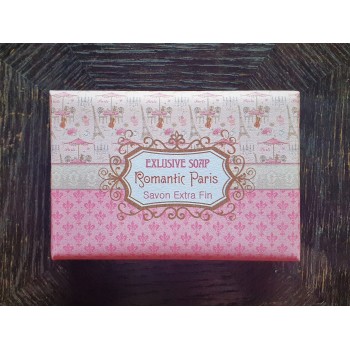 EXLUSIVE SOAP
Romantic Paris
Savon Extra Fin